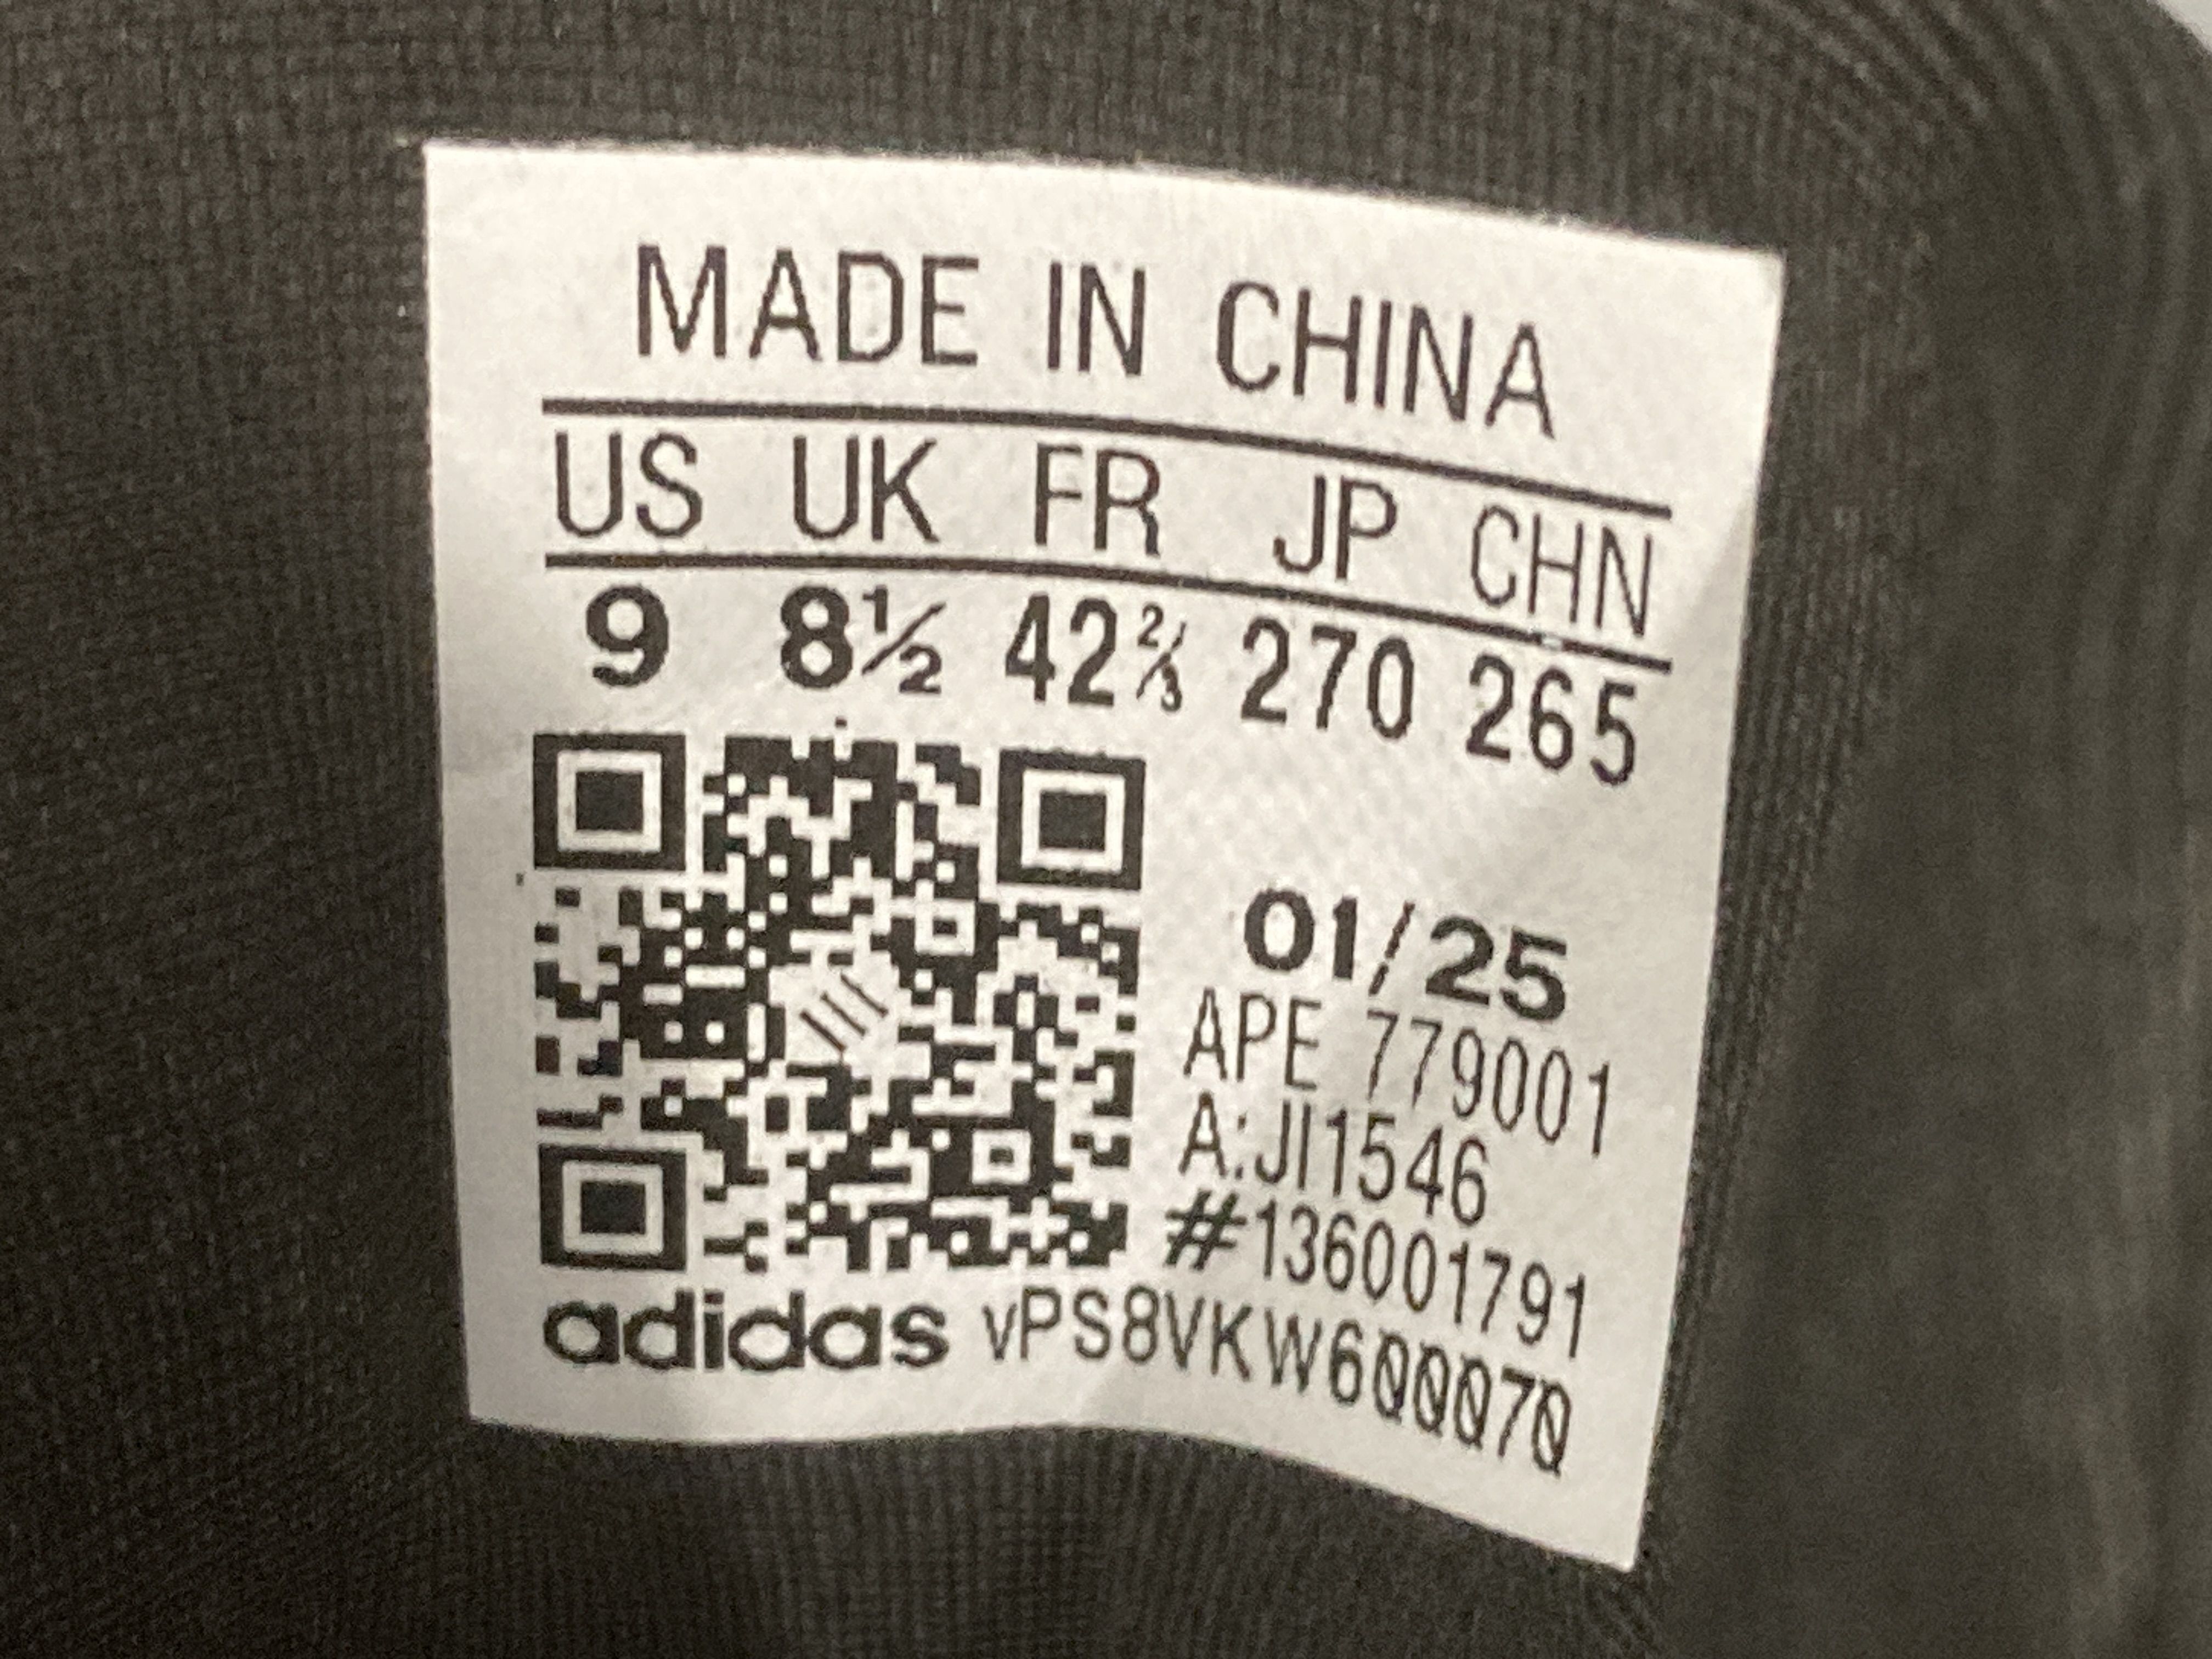 MADE IN CHINA
US UK FR JP CHN
9 8½ 42⅔ 270 265
01/25
APE 779001
A:JI1546
#136001791
adidas vPS8VKW600070